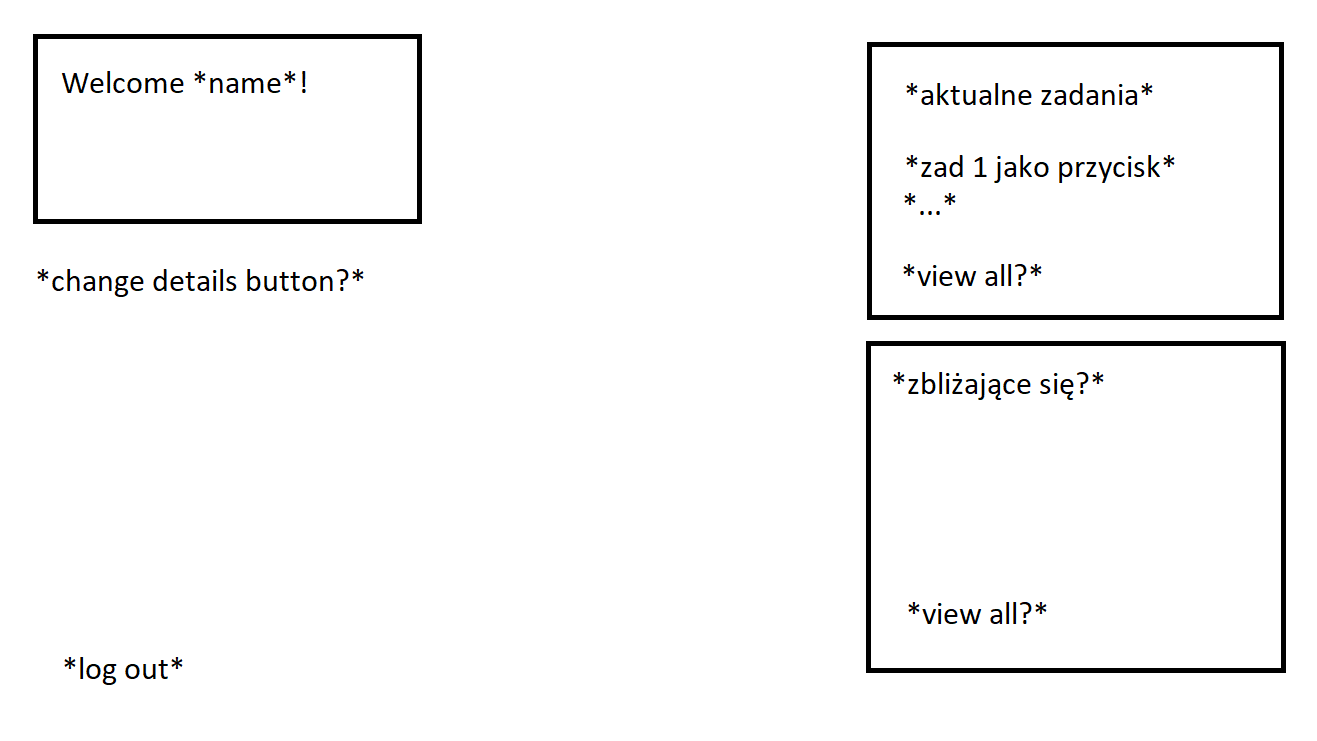 Welcome *name*!
*change details button?*
*log out*
*aktualne zadania*
*zad 1 jako przycisk*
*...*
*view all?*
*zbliżające się?*
*view all?*